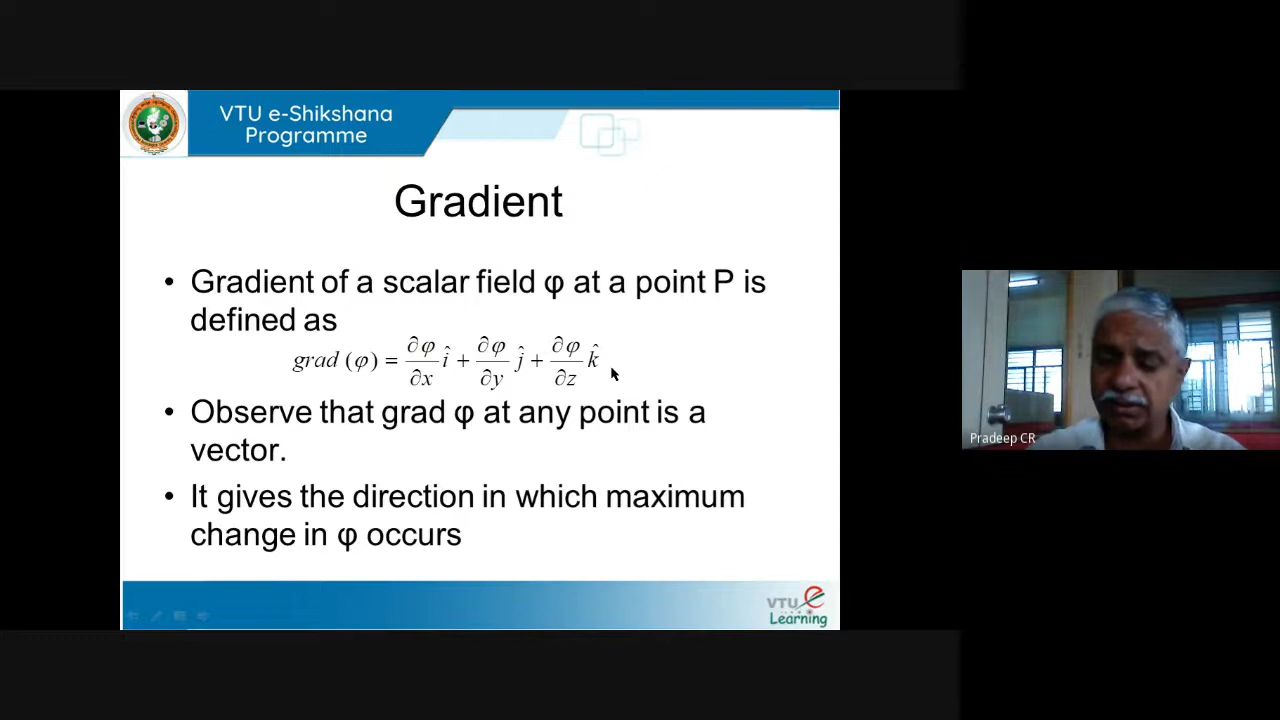 VTU e-Shikshana
Programme
Gradient
• Gradient of a scalar field φ at a point P is
defined as
grad (φ) = ∂φ/∂x î + ∂φ/∂y ĵ + ∂φ/∂z k̂
• Observe that grad φ at any point is a
vector.
• It gives the direction in which maximum
change in φ occurs
Pradeep CR
VTU e
Learning